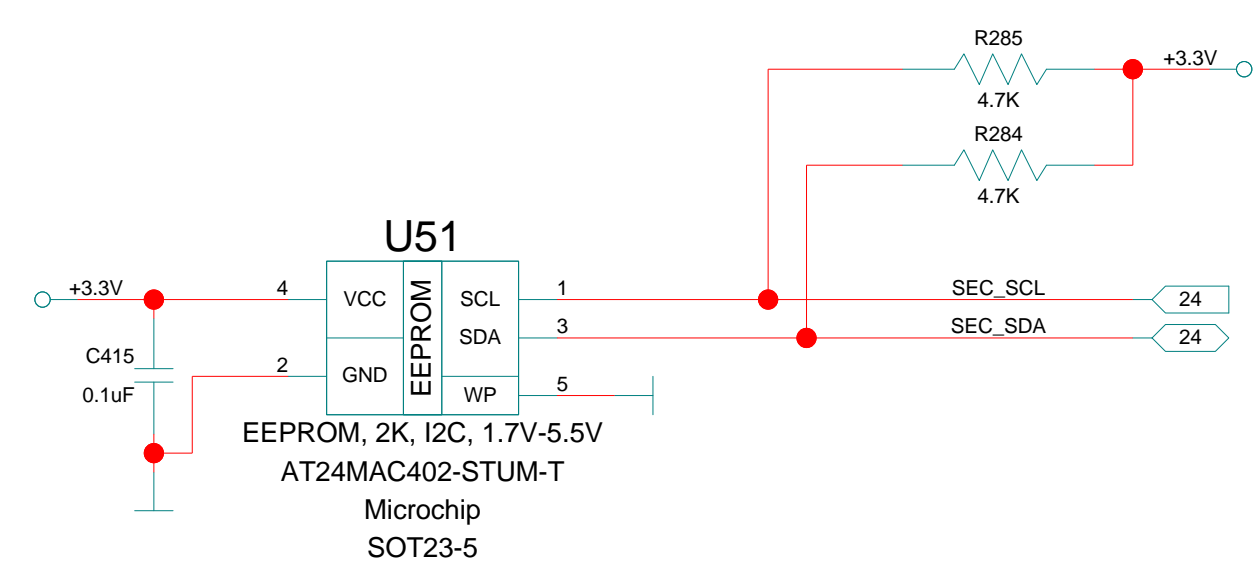 R285
+3.3V
4.7K
R284
4.7K
U51
+3.3V
4
VCC
EEPROM
SCL
1
SEC_SCL
24
SDA
3
SEC_SDA
24
C415
0.1uF
2
GND
WP
5
EEPROM, 2K, I2C, 1.7V-5.5V
AT24MAC402-STUM-T
Microchip
SOT23-5